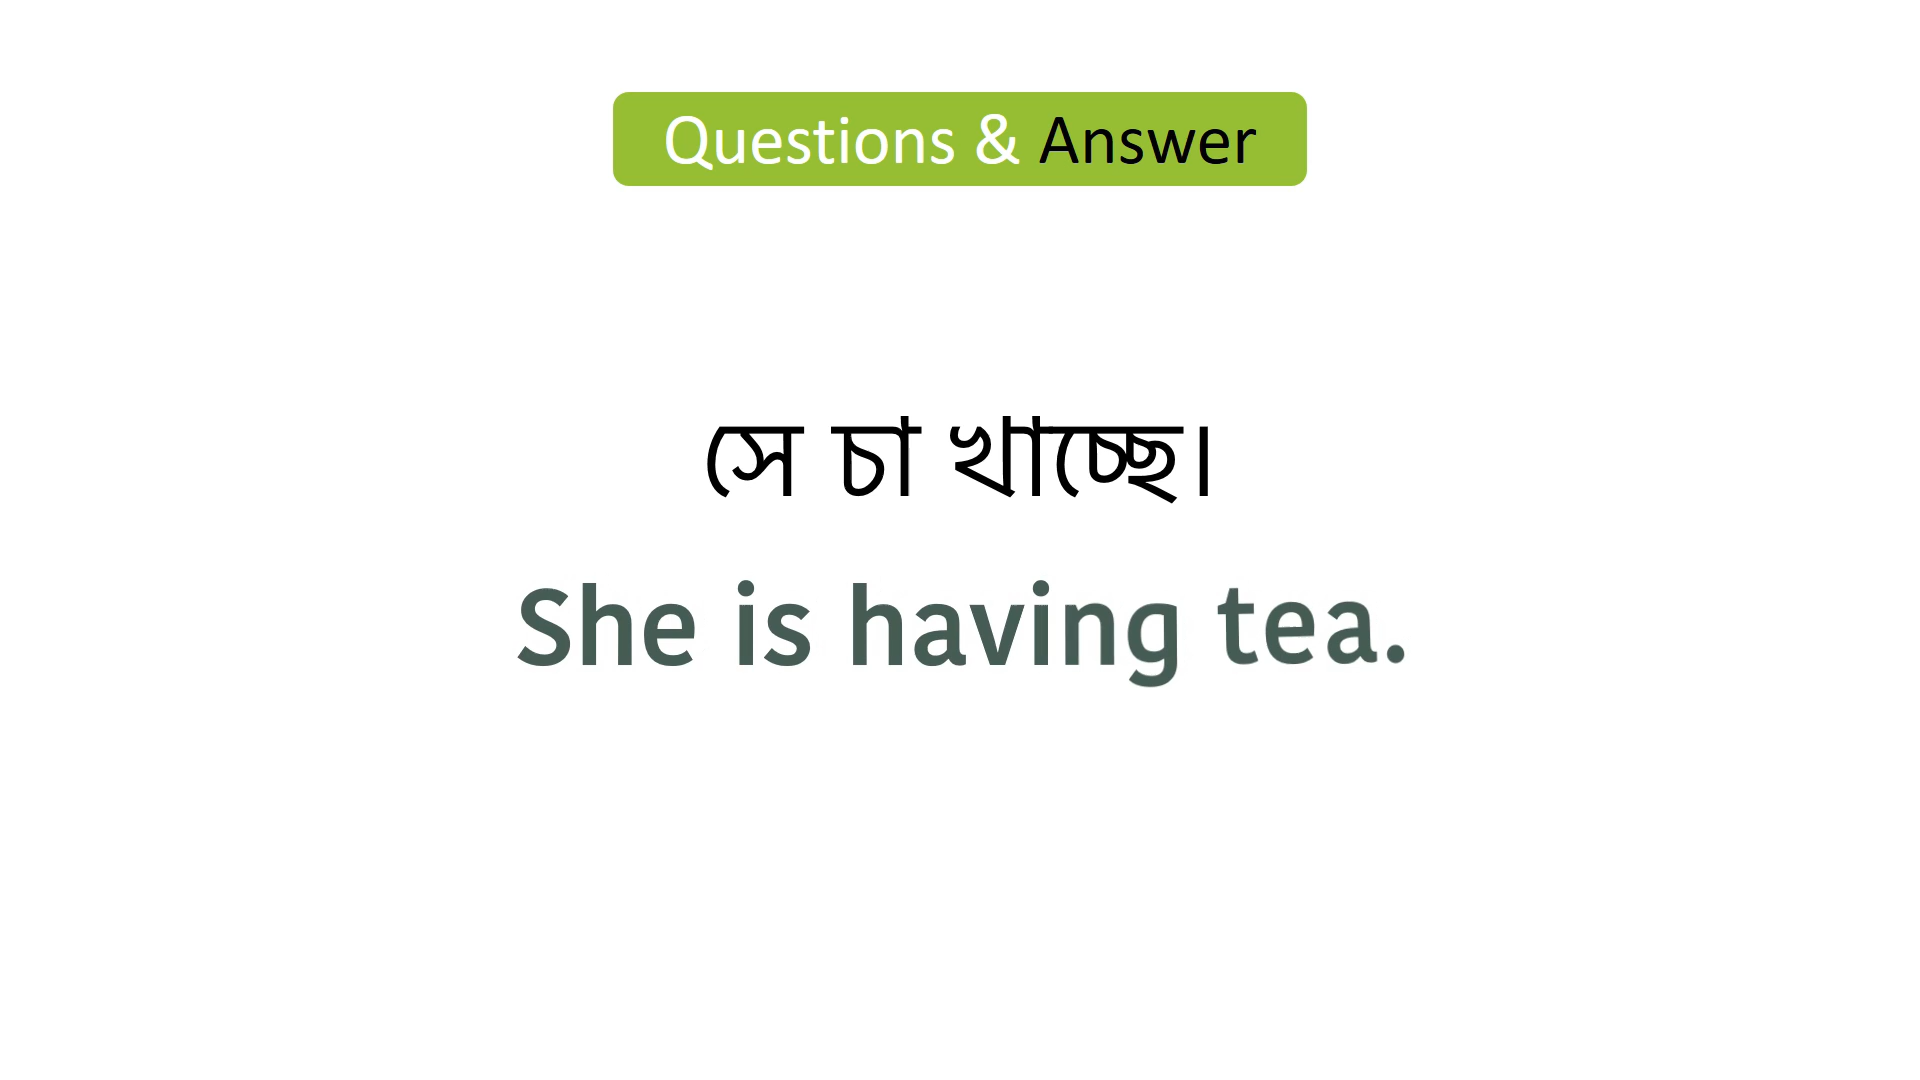 Questions & Answer
সে চা খাচ্ছে।
She is having tea.